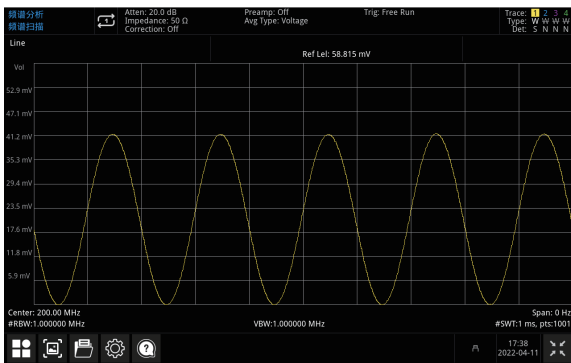 频谱分析
频谱扫描
Atten: 20.0 dB
Impedance: 50 Ω
Correction: Off
Preamp: Off
Avg Type: Voltage
Trig: Free Run
Trace: 1 2 3 4
Type: W W W W
Det: S N N N
Line
Ref Lel: 58.815 mV
Vol
52.9 mV
47.1 mV
41.2 mV
35.3 mV
29.4 mV
23.5 mV
17.6 mV
11.8 mV
5.9 mV
Center: 200.00 MHz
Span: 0 Hz
#RBW:1.000000 MHz
VBW:1.000000 MHz
#SWT:1 ms, pts:1001
17:38
2022-04-11